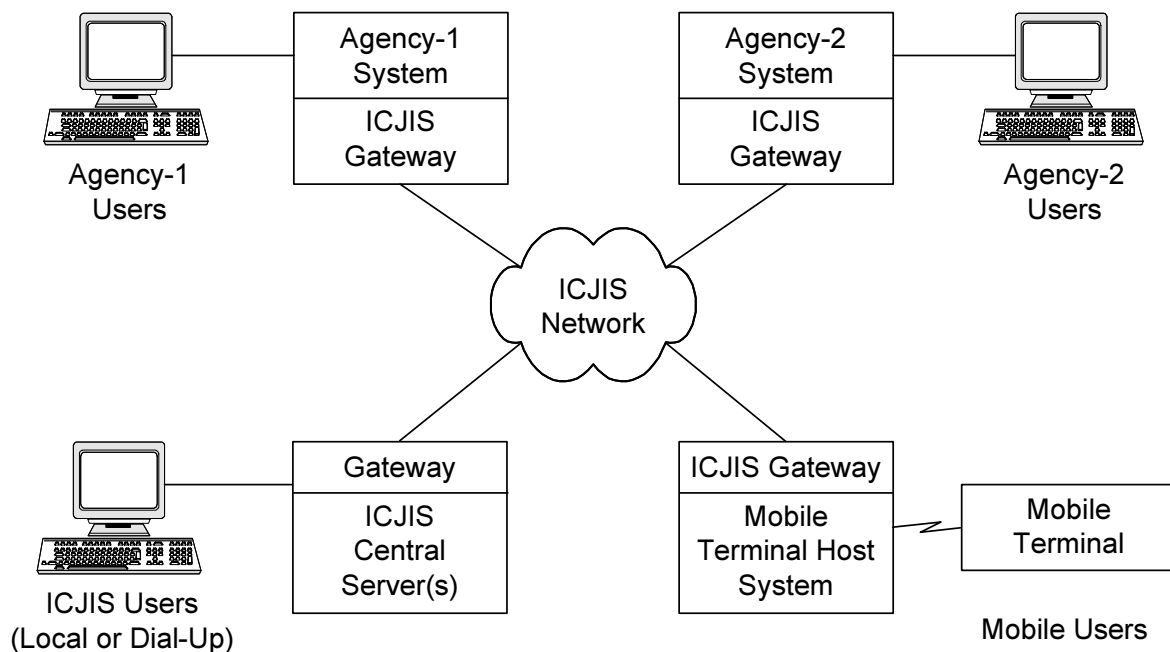 Agency-1
System
ICJIS
Gateway
Agency-1
Users
Agency-2
System
ICJIS
Gateway
Agency-2
Users
ICJIS
Network
Gateway
ICJIS
Central
Server(s)
ICJIS Users
(Local or Dial-Up)
ICJIS Gateway
Mobile
Terminal Host
System
Mobile
Terminal
Mobile Users